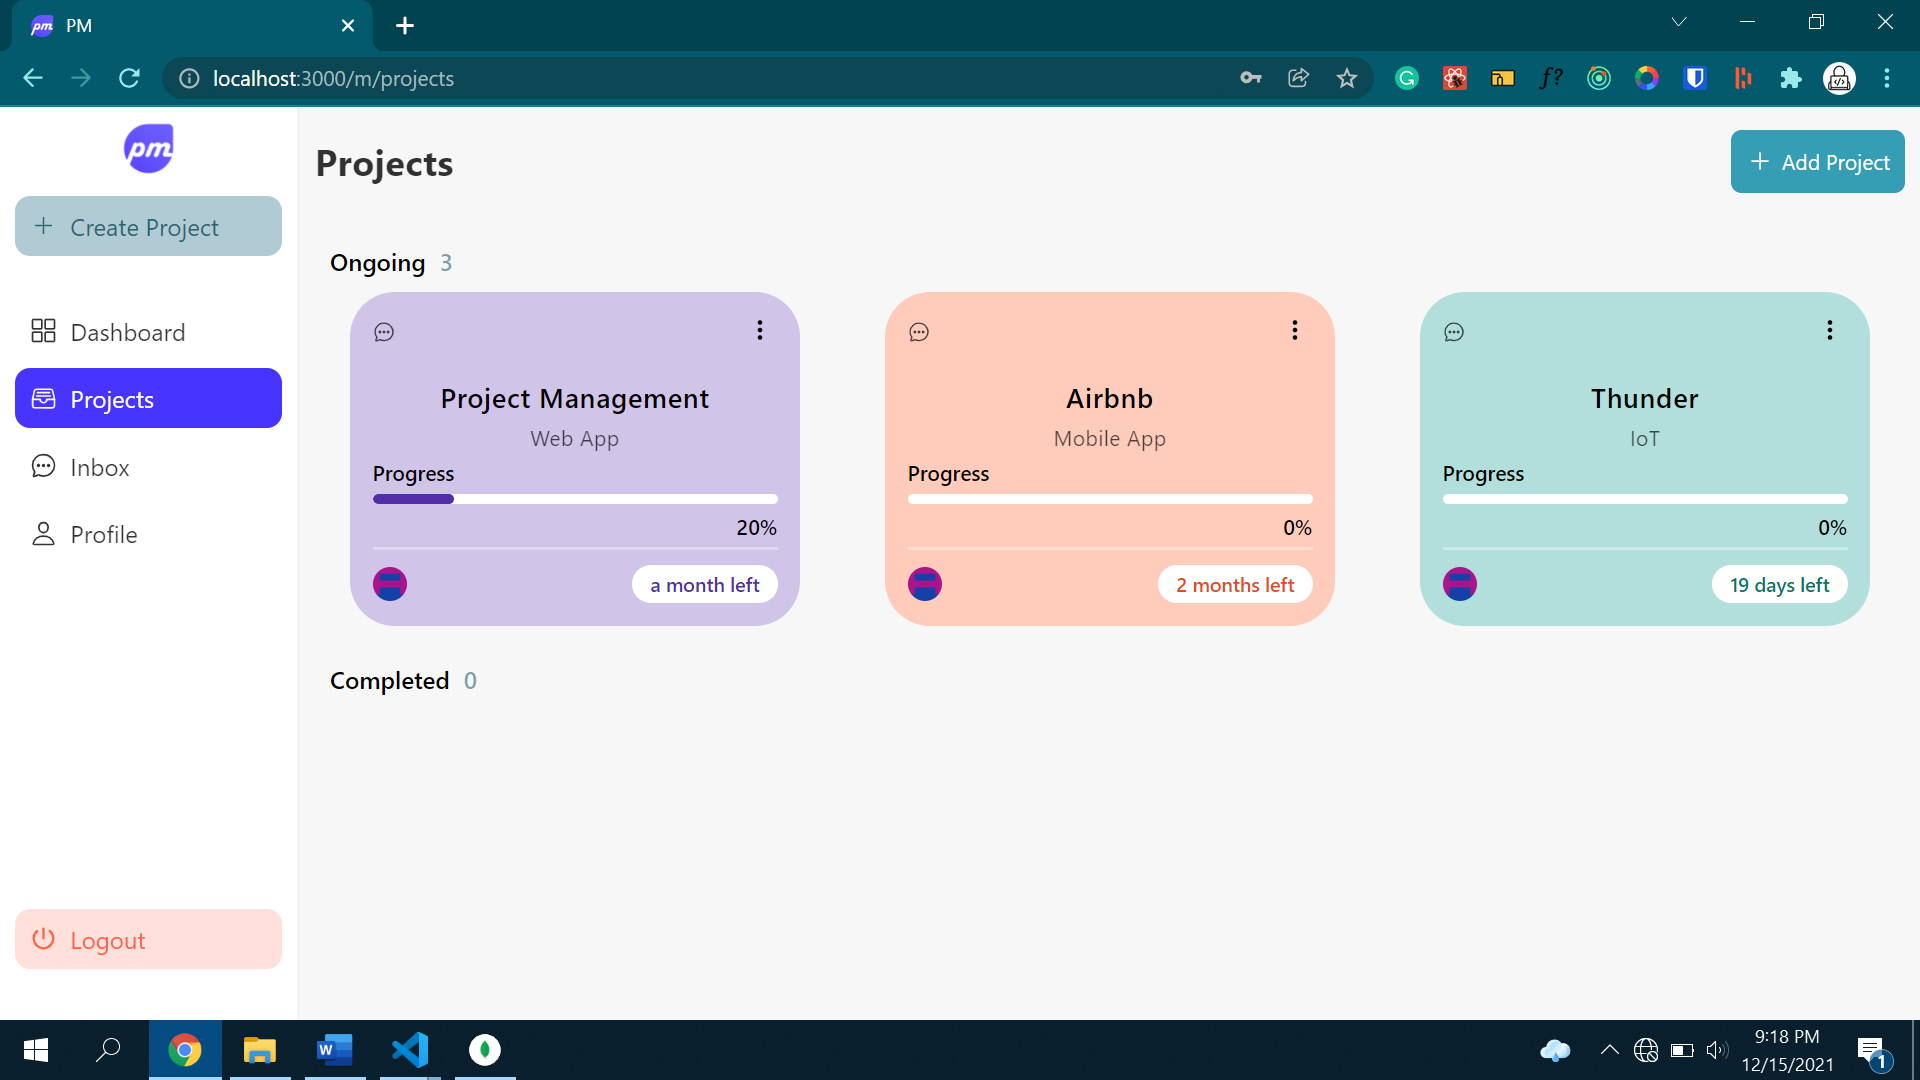 PM
localhost:3000/m/projects
f?
pm
Projects
+ Add Project
+ Create Project
Ongoing 3
Dashboard
Projects
Inbox
Profile
Project Management
Web App
Progress
20%
a month left
Airbnb
Mobile App
Progress
0%
2 months left
Thunder
IoT
Progress
0%
19 days left
Completed 0
Logout
W
9:18 PM
12/15/2021
1